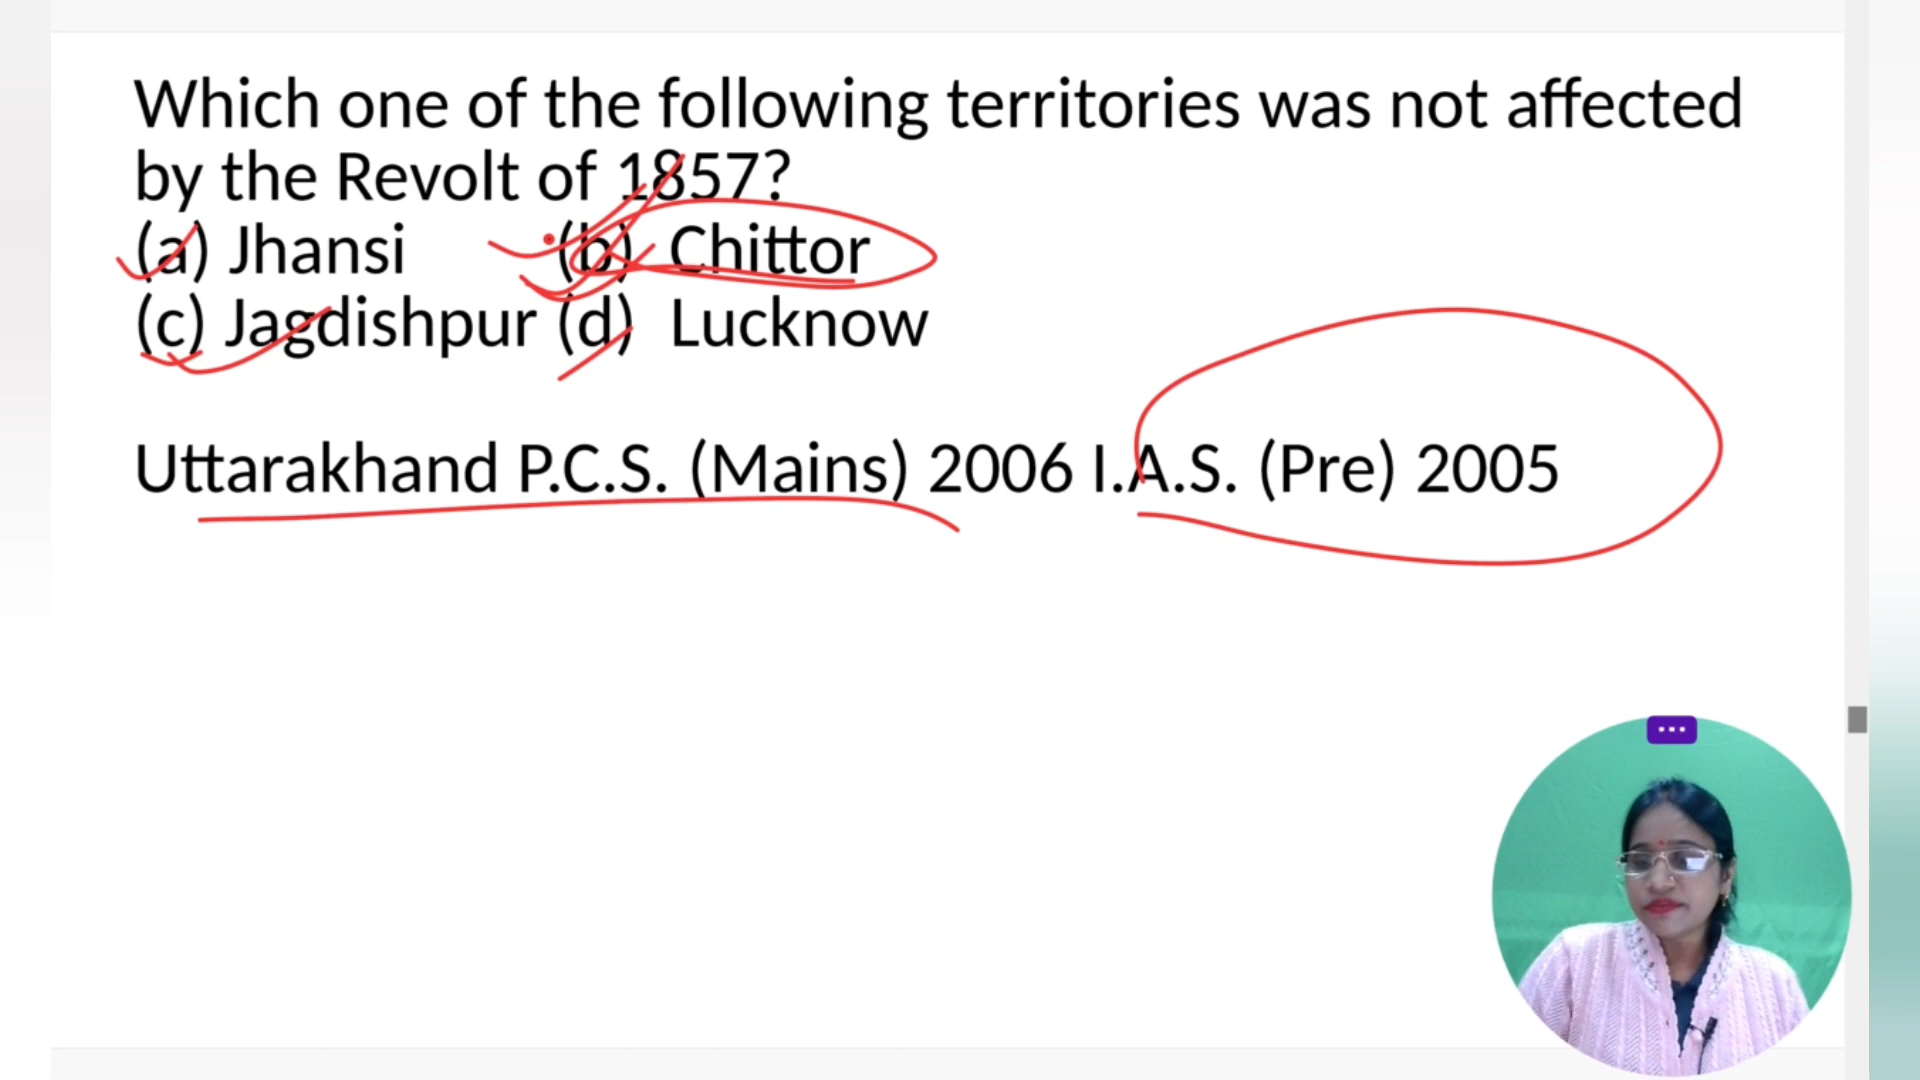 Which one of the following territories was not affected
by the Revolt of 1857?
(a) Jhansi (b) Chittor
(c) Jagdishpur (d) Lucknow
Uttarakhand P.C.S. (Mains) 2006 I.A.S. (Pre) 2005